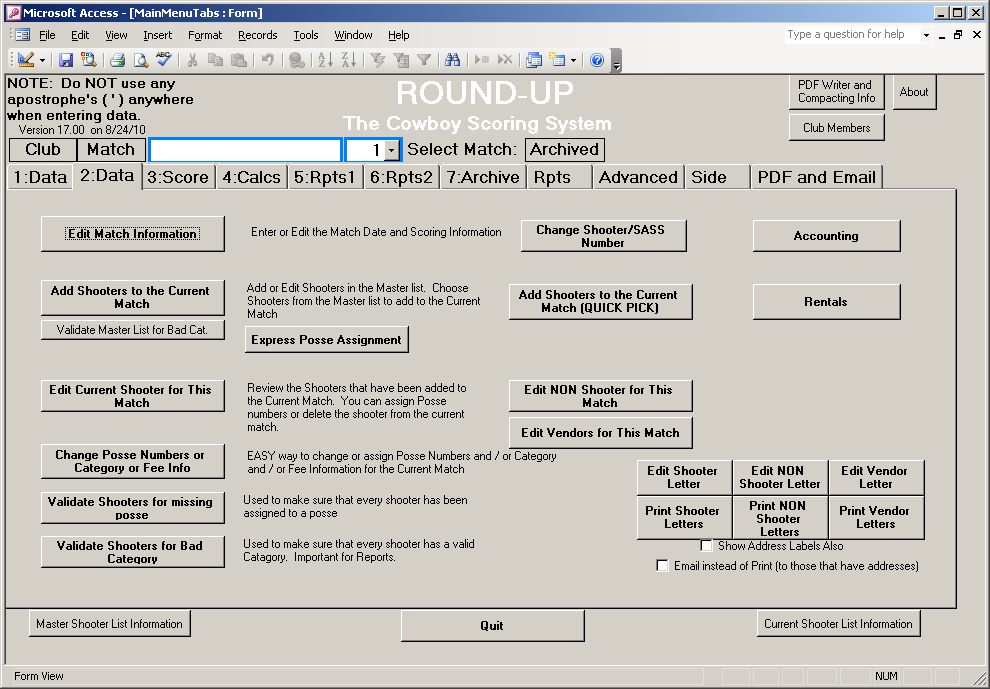 Microsoft Access - [MainMenuTabs : Form]
File Edit View Insert Format Records Tools Window Help
Type a question for help
NOTE: Do NOT use any
apostrophe's ( ' ) anywhere
when entering data.
Version 17.00 on 8/24/10
ROUND-UP
The Cowboy Scoring System
PDF Writer and
Compacting Info
About
Club Members
Club Match 1 Select Match: Archived
1:Data 2:Data 3:Score 4:Calcs 5:Rpts1 6:Rpts2 7:Archive Rpts Advanced Side PDF and Email
Edit Match Information
Enter or Edit the Match Date and Scoring Information
Change Shooter/SASS
Number
Accounting
Add Shooters to the Current
Match
Validate Master List for Bad Cat.
Add or Edit Shooters in the Master list. Choose
Shooters from the Master list to add to the Current
Match
Express Posse Assignment
Add Shooters to the Current
Match (QUICK PICK)
Rentals
Edit Current Shooter for This
Match
Review the Shooters that have been added to
the Current Match. You can assign Posse
numbers or delete the shooter from the current
match.
Edit NON Shooter for This
Match
Edit Vendors for This Match
Change Posse Numbers or
Category or Fee Info
EASY way to change or assign Posse Numbers and / or Category
and / or Fee Information for the Current Match
Validate Shooters for missing
posse
Used to make sure that every shooter has been
assigned to a posse
Validate Shooters for Bad
Category
Used to make sure that every shooter has a valid
Catagory. Important for Reports.
Edit Shooter
Letter
Edit NON
Shooter Letter
Edit Vendor
Letter
Print Shooter
Letters
Print NON
Shooter
Letters
Print Vendor
Letters
Show Address Labels Also
Email instead of Print (to those that have addresses)
Master Shooter List Information
Quit
Current Shooter List Information
Form View
NUM